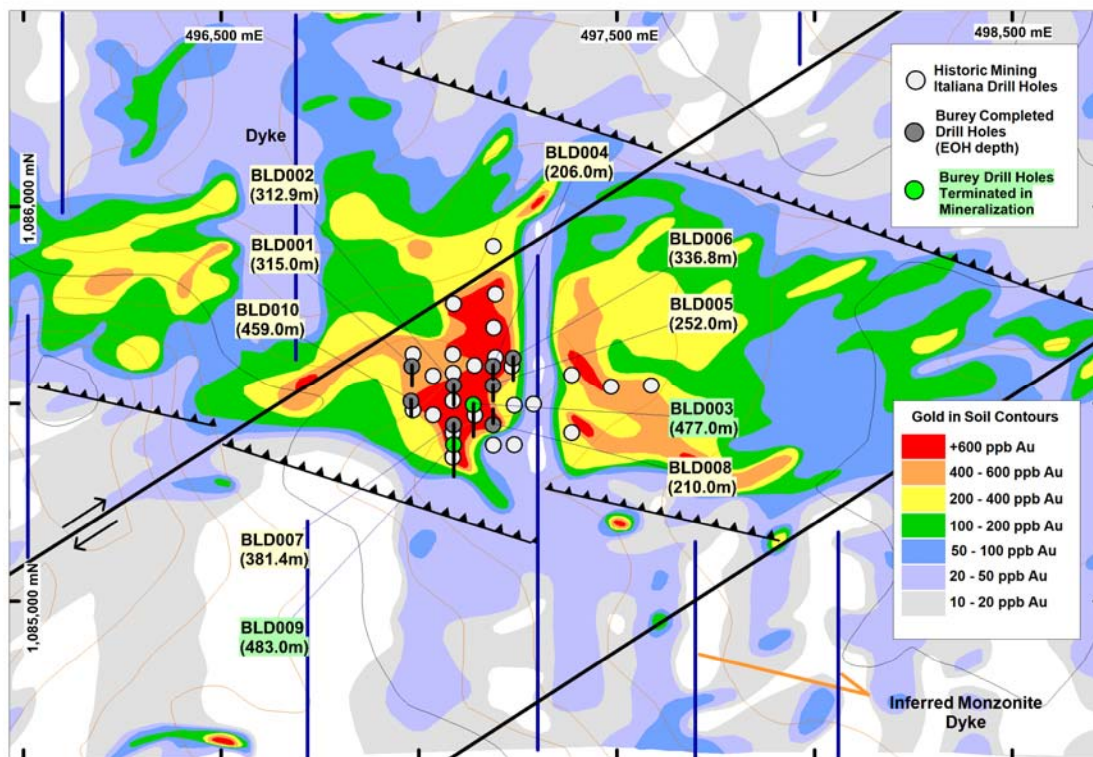 496,500 mE
497,500 mE
498,500 mE
1,086,000 mN
1,085,000 mN
Dyke
BLD002
(312.9m)
BLD001
(315.0m)
BLD010
(459.0m)
BLD004
(206.0m)
BLD006
(336.8m)
BLD005
(252.0m)
BLD003
(477.0m)
BLD008
(210.0m)
BLD007
(381.4m)
BLD009
(483.0m)
Historic Mining
Italiana Drill Holes
Burey Completed
Drill Holes
(EOH depth)
Burey Drill Holes
Terminated in
Mineralization
Gold in Soil Contours
+600 ppb Au
400 - 600 ppb Au
200 - 400 ppb Au
100 - 200 ppb Au
50 - 100 ppb Au
20 - 50 ppb Au
10 - 20 ppb Au
Inferred Monzonite
Dyke